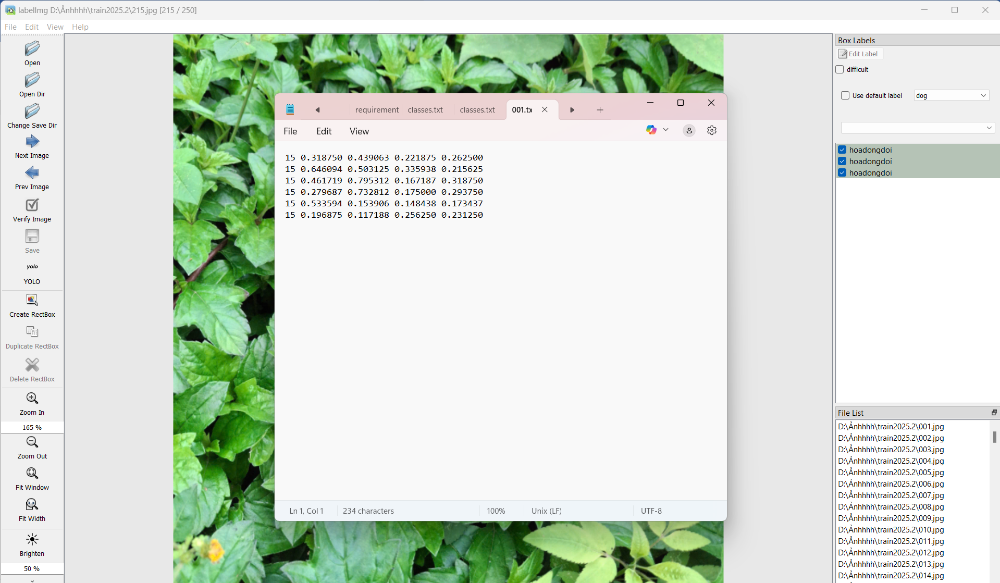 labelImg D:\Ảnhhhh\train2025.2\215.jpg [215 / 250]
File Edit View Help
Open
Open Dir
Change Save Dir
Next Image
Prev Image
Verify Image
Save
yolo
YOLO
Create RectBox
Duplicate RectBox
Delete RectBox
Zoom In
165 %
Zoom Out
Fit Window
Fit Width
Brighten
50 %
requirement classes.txt classes.txt 001.tx
File Edit View
15 0.318750 0.439063 0.221875 0.262500
15 0.646094 0.503125 0.335938 0.215625
15 0.461719 0.795312 0.167187 0.318750
15 0.279687 0.732812 0.175000 0.293750
15 0.533594 0.153906 0.148438 0.173437
15 0.196875 0.117188 0.256250 0.231250
Ln 1, Col 1 234 characters 100% Unix (LF) UTF-8
Box Labels
Edit Label
difficult
Use default label dog
hoadongdoi
hoadongdoi
hoadongdoi
File List
D:\Ảnhhhh\train2025.2\001.jpg
D:\Ảnhhhh\train2025.2\002.jpg
D:\Ảnhhhh\train2025.2\003.jpg
D:\Ảnhhhh\train2025.2\004.jpg
D:\Ảnhhhh\train2025.2\005.jpg
D:\Ảnhhhh\train2025.2\006.jpg
D:\Ảnhhhh\train2025.2\007.jpg
D:\Ảnhhhh\train2025.2\008.jpg
D:\Ảnhhhh\train2025.2\009.jpg
D:\Ảnhhhh\train2025.2\010.jpg
D:\Ảnhhhh\train2025.2\011.jpg
D:\Ảnhhhh\train2025.2\012.jpg
D:\Ảnhhhh\train2025.2\013.jpg
D:\Ảnhhhh\train2025.2\014.jpg